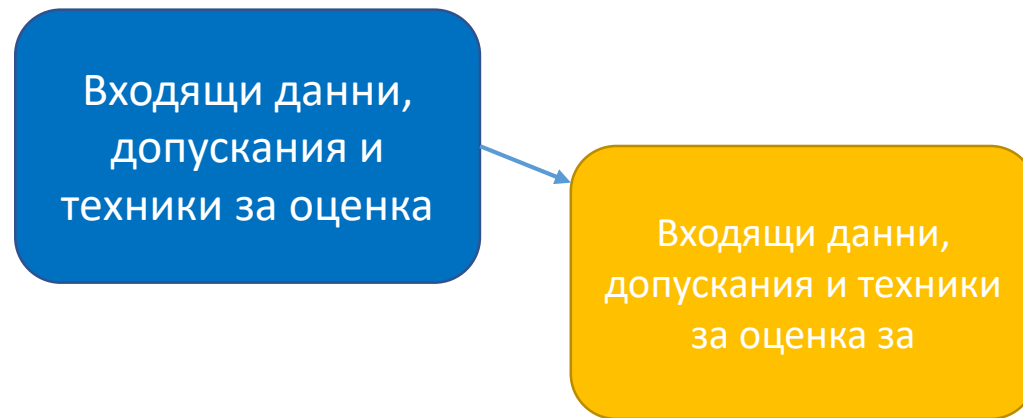 Входящи данни,
допускания и
техники за оценка
Входящи данни,
допускания и техники
за оценка за